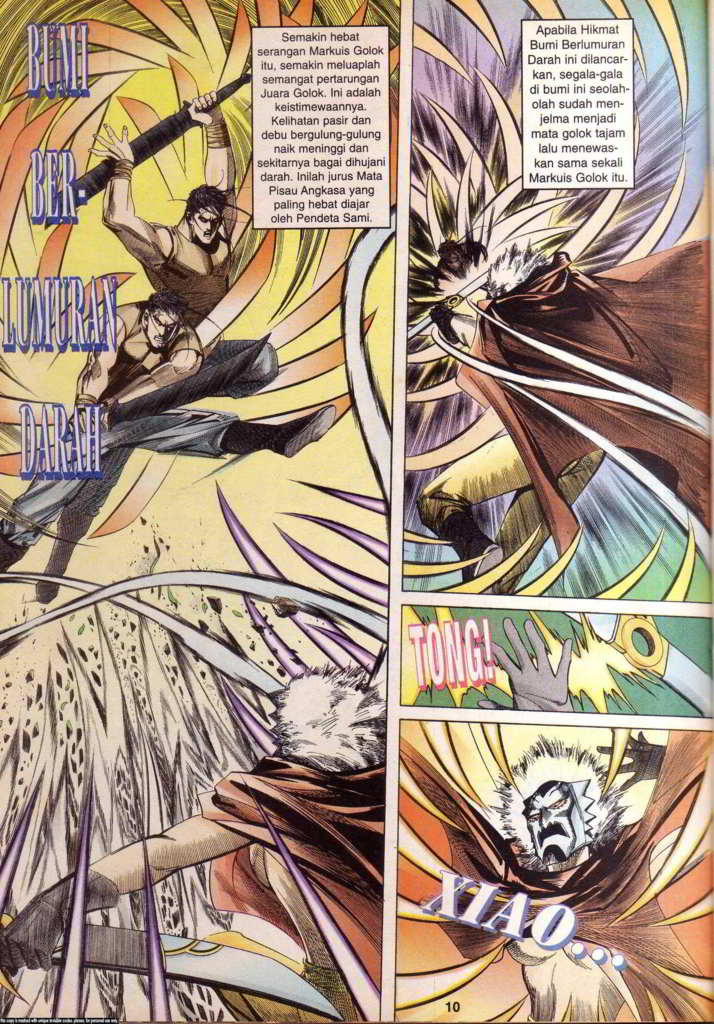 BUMI
BER-
LUMURAN
DARAH
Semakin hebat
serangan Markuis Golok
itu, semakin meluaplah
semangat pertarungan
Juara Golok. Ini adalah
keistimewaannya.
Kelihatan pasir dan
debu bergulung-gulung
naik meninggi dan
sekitarnya bagai dihujani
darah. Inilah jurus Mata
Pisau Angkasa yang
paling hebat diajar
oleh Pendeta Sami.
Apabila Hikmat
Bumi Berlumuran
Darah ini dilancar-
kan, segala-gala
di bumi ini seolah-
olah sudah men-
jelma menjadi
mata golok tajam
lalu menewas-
kan sama sekali
Markuis Golok itu.
TONG!
XIAO...
10